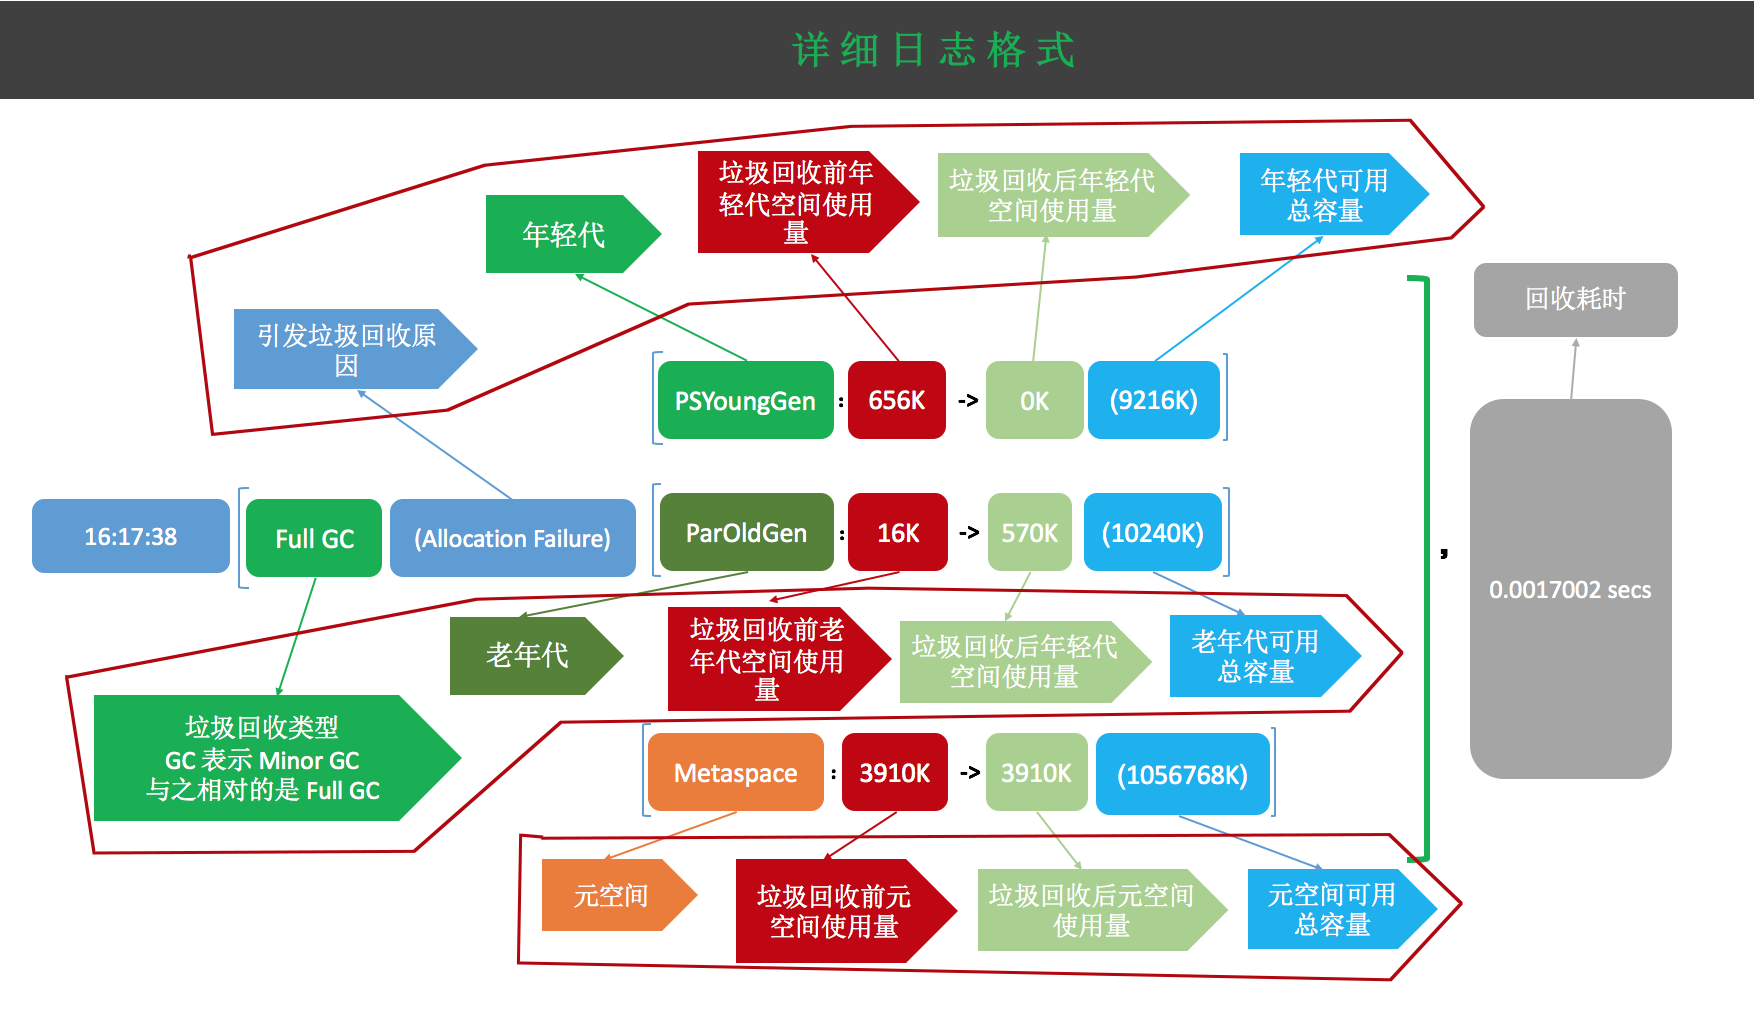 详细日志格式
垃圾回收前年
轻代空间使用
量
垃圾回收后年轻代
空间使用量
年轻代可用
总容量
年轻代
回收耗时
引发垃圾回收原
因
PSYoungGen : 656K -> 0K (9216K)
16:17:38 Full GC (Allocation Failure) ParOldGen : 16K -> 570K (10240K) ,
0.0017002 secs
老年代
垃圾回收前老
年代空间使用
量
垃圾回收后年轻代
空间使用量
老年代可用
总容量
垃圾回收类型
GC 表示 Minor GC
与之相对的是 Full GC
Metaspace : 3910K -> 3910K (1056768K)
元空间
垃圾回收前元
空间使用量
垃圾回收后元空间
使用量
元空间可用
总容量